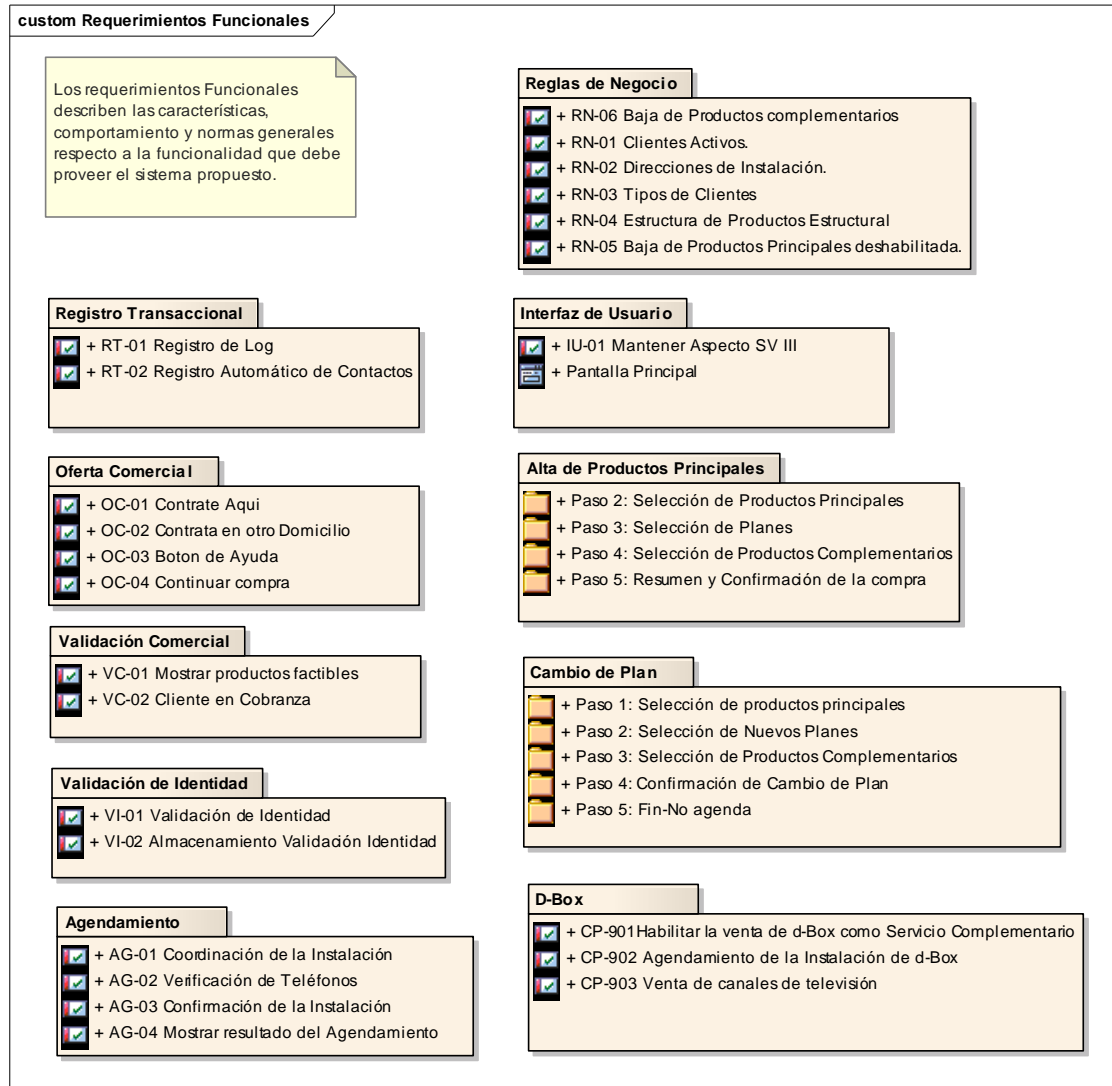 custom Requerimientos Funcionales
Los requerimientos Funcionales
describen las características,
comportamiento y normas generales
respecto a la funcionalidad que debe
proveer el sistema propuesto.
Reglas de Negocio
+ RN-06 Baja de Productos complementarios
+ RN-01 Clientes Activos.
+ RN-02 Direcciones de Instalación.
+ RN-03 Tipos de Clientes
+ RN-04 Estructura de Productos Estructural
+ RN-05 Baja de Productos Principales deshabilitada.
Registro Transaccional
+ RT-01 Registro de Log
+ RT-02 Registro Automático de Contactos
Interfaz de Usuario
+ IU-01 Mantener Aspecto SV III
+ Pantalla Principal
Oferta Comercial
+ OC-01 Contrate Aqui
+ OC-02 Contrata en otro Domicilio
+ OC-03 Boton de Ayuda
+ OC-04 Continuar compra
Alta de Productos Principales
+ Paso 2: Selección de Productos Principales
+ Paso 3: Selección de Planes
+ Paso 4: Selección de Productos Complementarios
+ Paso 5: Resumen y Confirmación de la compra
Validación Comercial
+ VC-01 Mostrar productos factibles
+ VC-02 Cliente en Cobranza
Cambio de Plan
+ Paso 1: Selección de productos principales
+ Paso 2: Selección de Nuevos Planes
+ Paso 3: Selección de Productos Complementarios
+ Paso 4: Confirmación de Cambio de Plan
+ Paso 5: Fin-No agenda
Validación de Identidad
+ VI-01 Validación de Identidad
+ VI-02 Almacenamiento Validación Identidad
Agendamiento
+ AG-01 Coordinación de la Instalación
+ AG-02 Verificación de Teléfonos
+ AG-03 Confirmación de la Instalación
+ AG-04 Mostrar resultado del Agendamiento
D-Box
+ CP-901Habilitar la venta de d-Box como Servicio Complementario
+ CP-902 Agendamiento de la Instalación de d-Box
+ CP-903 Venta de canales de televisión